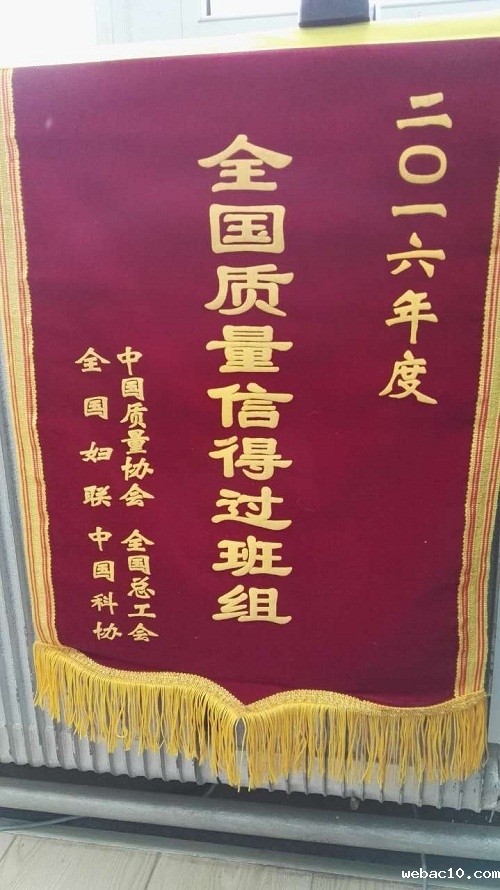 二〇一六年度
全国质量信得过班组
中国质量协会 全国总工会
全国妇联 中国科协
webac10.com